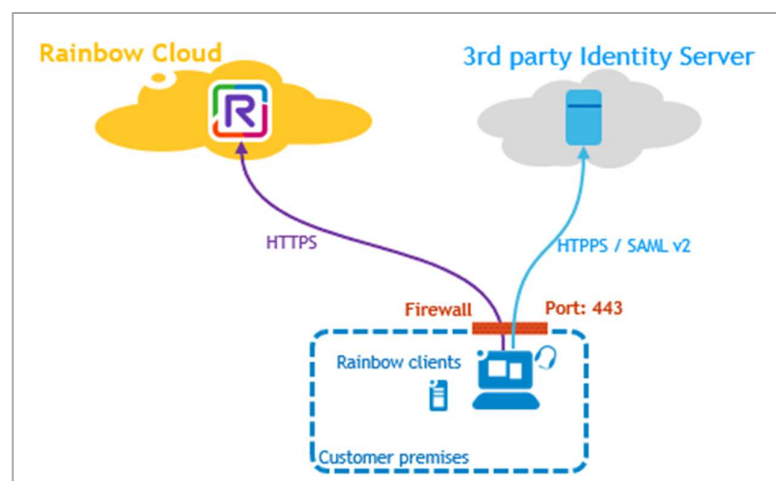 Rainbow Cloud
3rd party Identity Server
R
HTTPS
HTPPS / SAML v2
Firewall
Port: 443
Rainbow clients
Customer premises